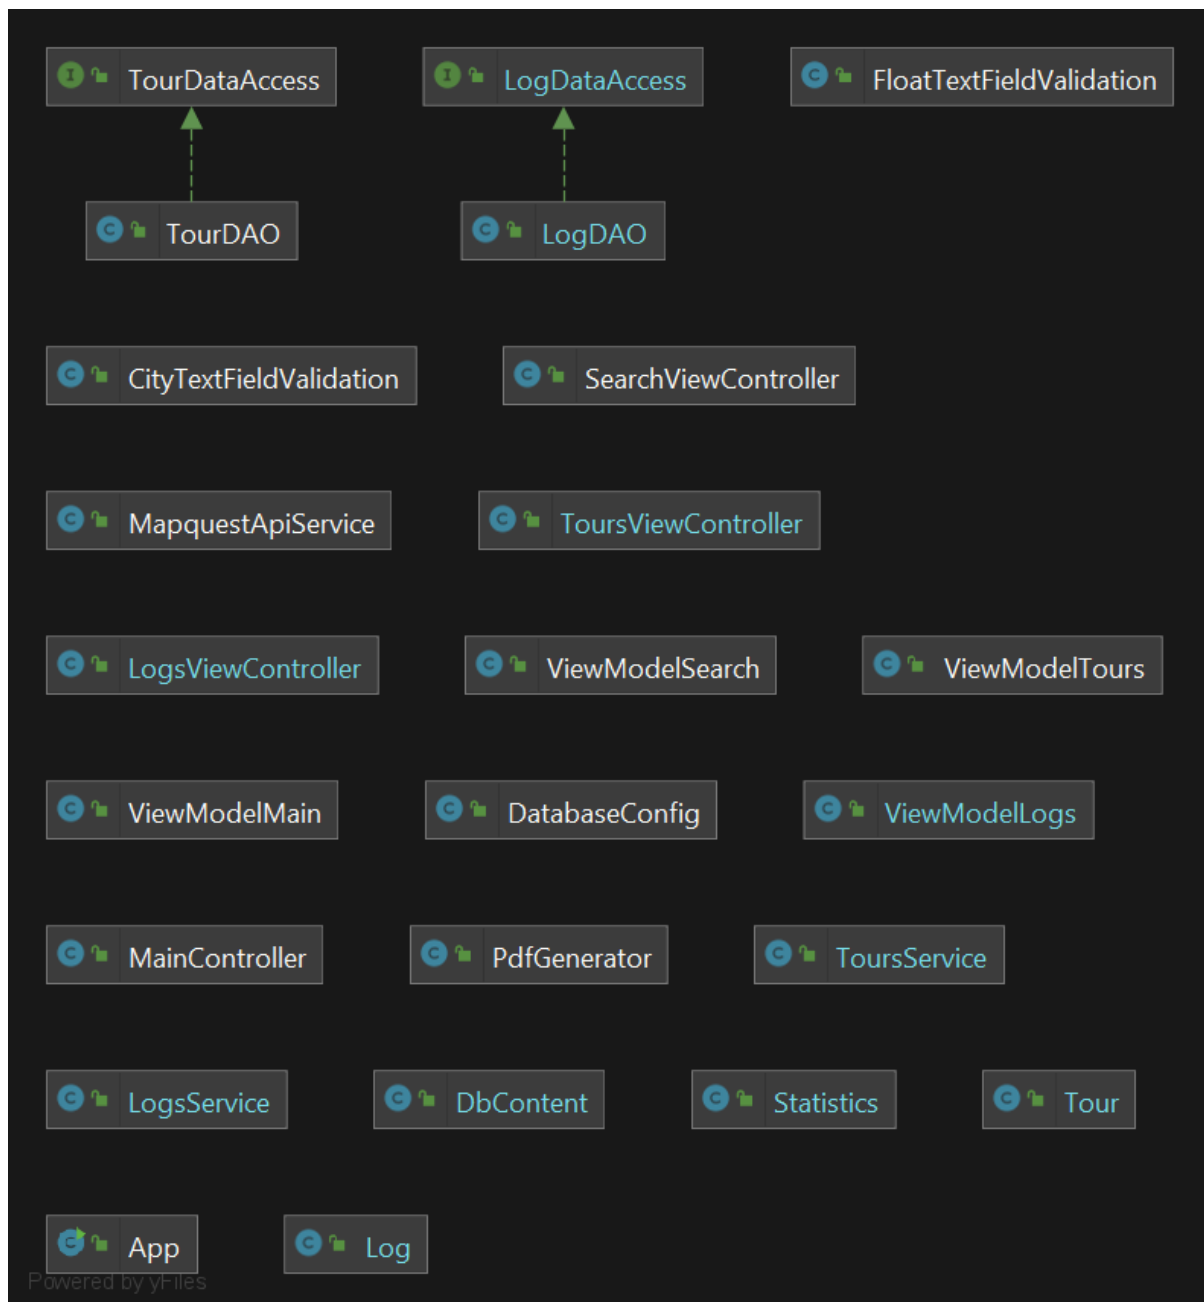 TourDataAccess
LogDataAccess
FloatTextFieldValidation
TourDAO
LogDAO
CityTextFieldValidation
SearchViewController
MapquestApiService
ToursViewController
LogsViewController
ViewModelSearch
ViewModelTours
ViewModelMain
DatabaseConfig
ViewModelLogs
MainController
PdfGenerator
ToursService
LogsService
DbContent
Statistics
Tour
App
Log
Powered by yFiles